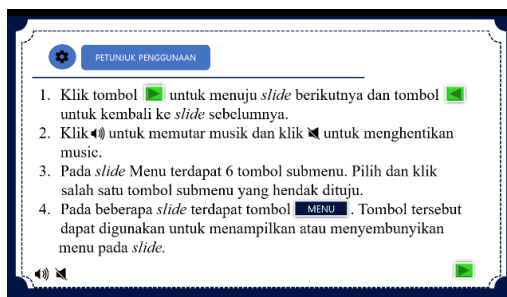 PETUNJUK PENGGUNAAN
1. Klik tombol untuk menuju slide berikutnya dan tombol
untuk kembali ke slide sebelumnya.
2. Klik untuk memutar musik dan klik untuk menghentikan
music.
3. Pada slide Menu terdapat 6 tombol submenu. Pilih dan klik
salah satu tombol submenu yang hendak dituju.
4. Pada beberapa slide terdapat tombol MENU . Tombol tersebut
dapat digunakan untuk menampilkan atau menyembunyikan
menu pada slide.